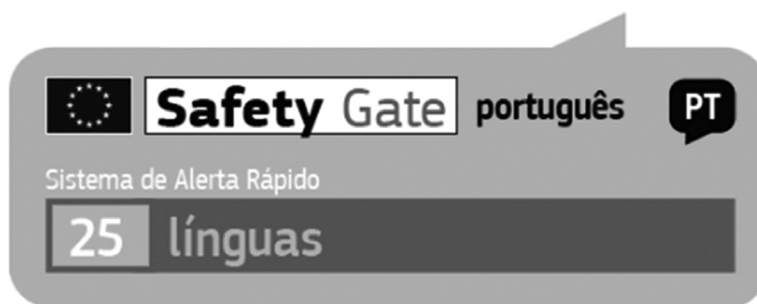 Safety Gate português PT
Sistema de Alerta Rápido
25 línguas